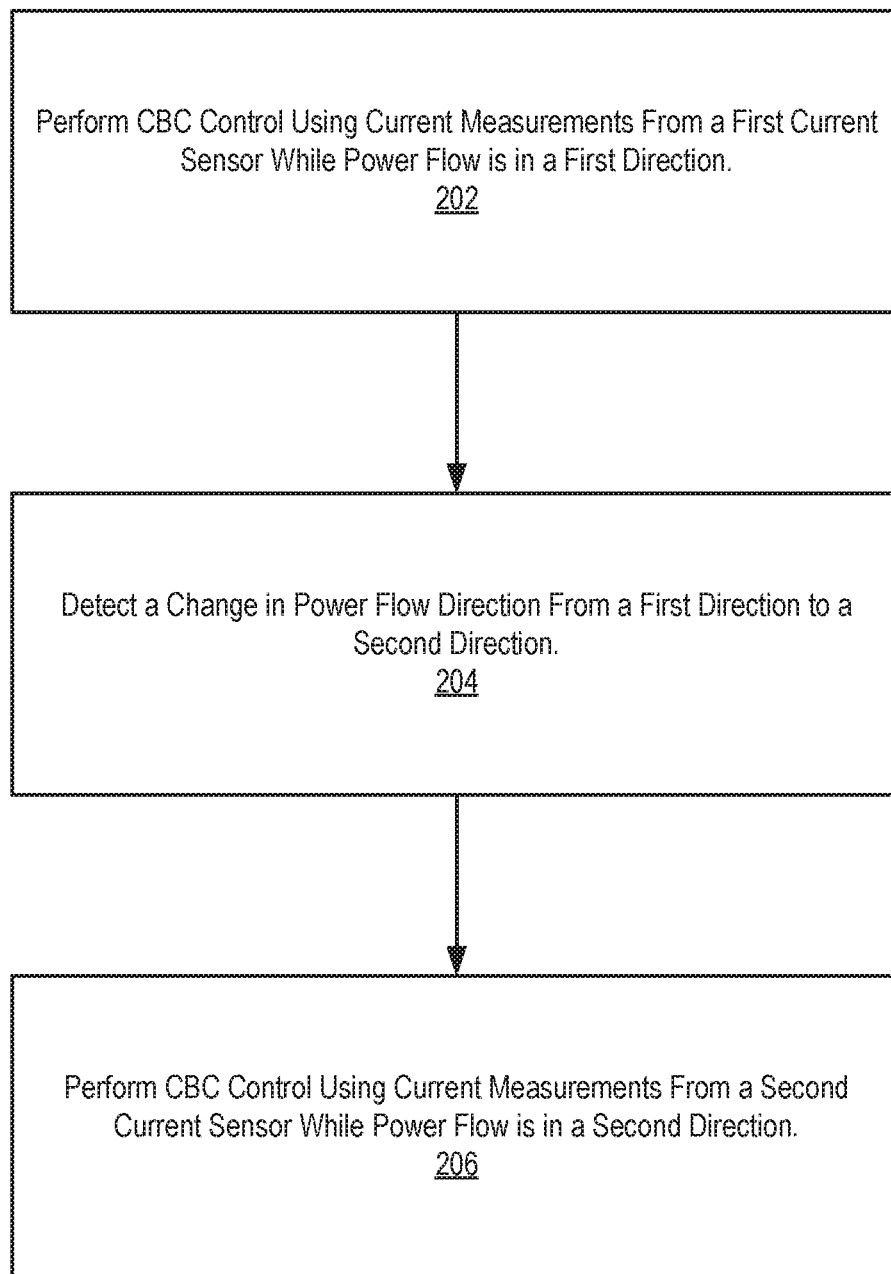 Perform CBC Control Using Current Measurements From a First Current
Sensor While Power Flow is in a First Direction.
202
Detect a Change in Power Flow Direction From a First Direction to a
Second Direction.
204
Perform CBC Control Using Current Measurements From a Second
Current Sensor While Power Flow is in a Second Direction.
206